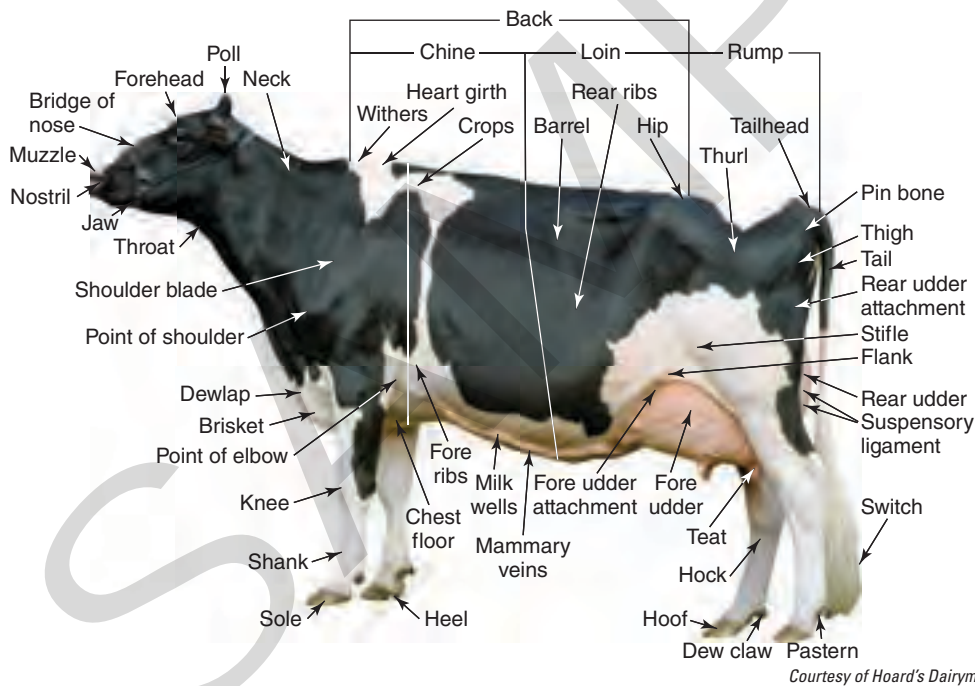 Back
Chine
Loin
Rump
Poll
Forehead
Neck
Heart girth
Rear ribs
Bridge of
nose
Withers
Crops
Barrel
Hip
Tailhead
Muzzle
Thurl
Nostril
Pin bone
Jaw
Throat
Thigh
Tail
Shoulder blade
Rear udder
attachment
Point of shoulder
Stifle
Flank
Dewlap
Rear udder
Brisket
Suspensory
ligament
Point of elbow
Fore
ribs
Milk
wells
Fore udder
attachment
Fore
udder
Knee
Chest
floor
Mammary
veins
Teat
Switch
Shank
Hock
Sole
Heel
Hoof
Dew claw
Pastern
Courtesy of Hoard's Dairym
SAMP